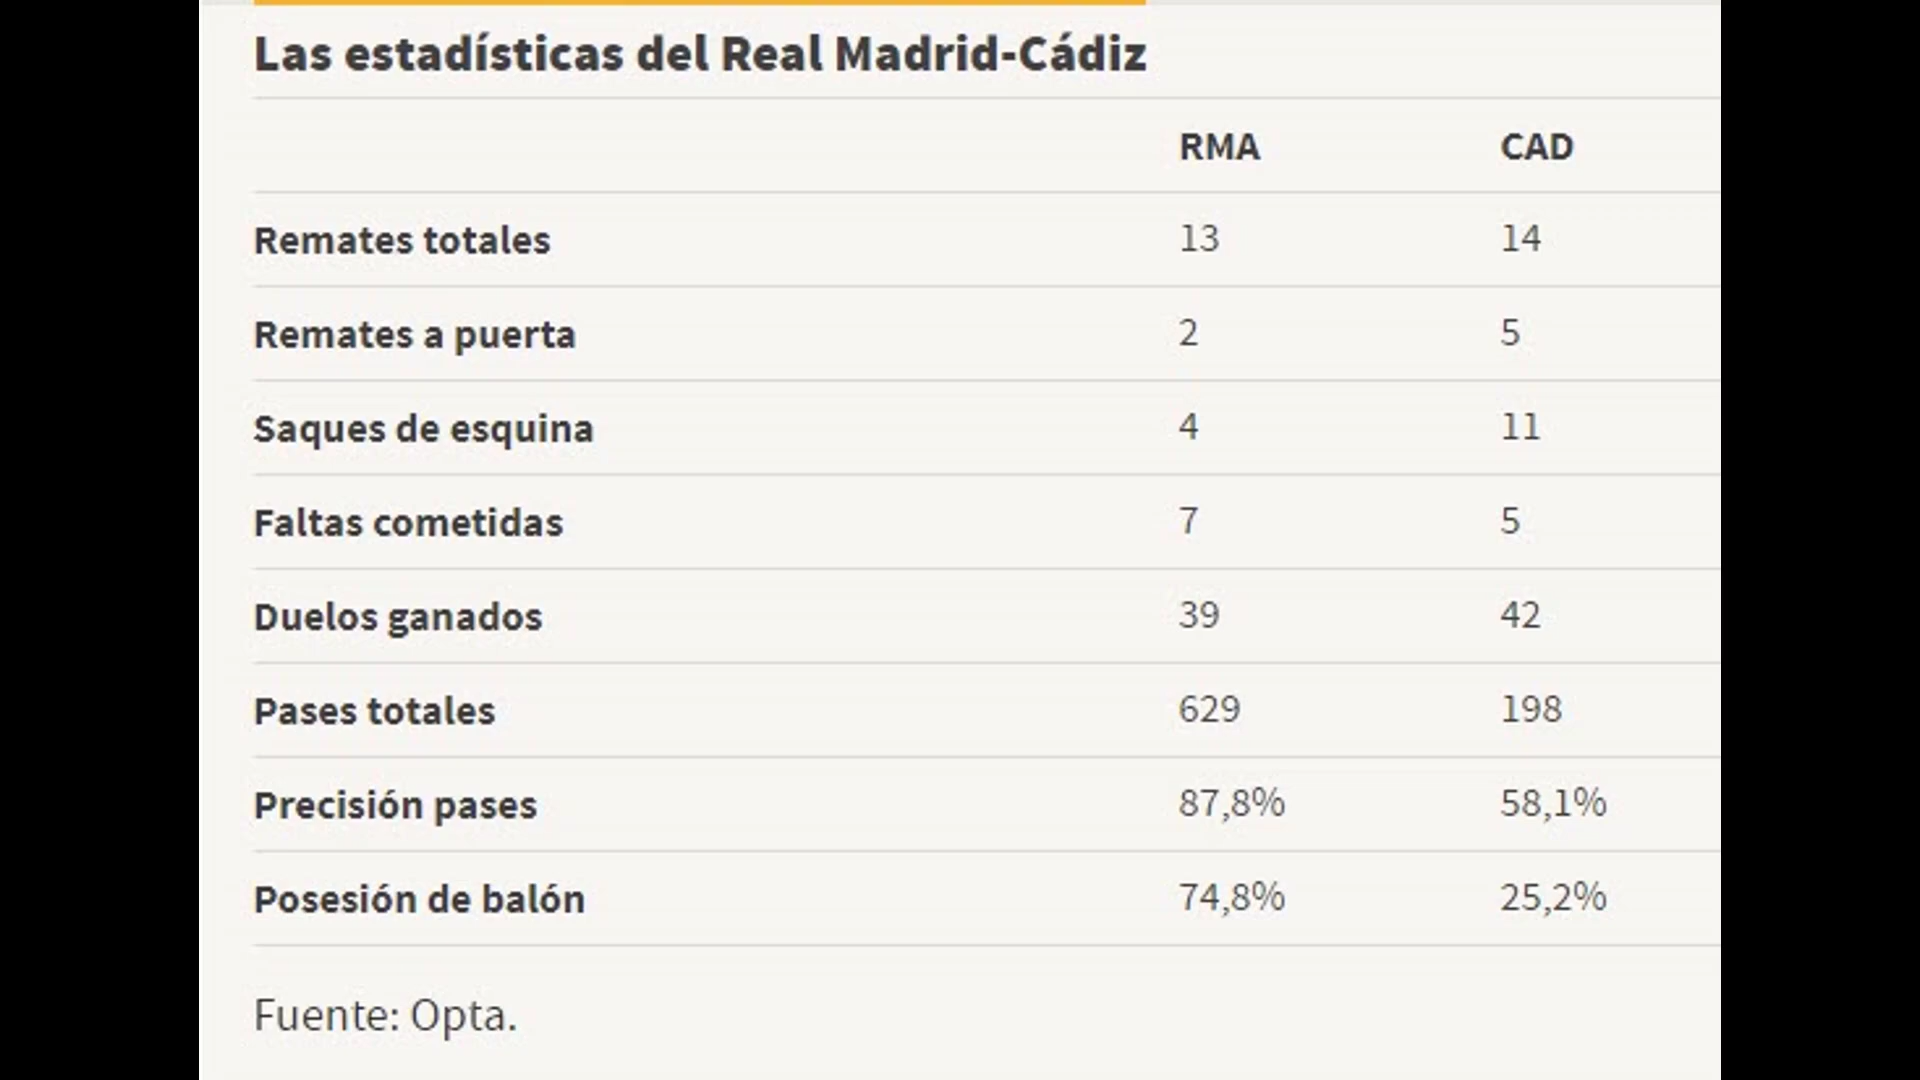 Las estadísticas del Real Madrid-Cádiz
RMA CAD
Remates totales 13 14
Remates a puerta 2 5
Saques de esquina 4 11
Faltas cometidas 7 5
Duelos ganados 39 42
Pases totales 629 198
Precisión pases 87,8% 58,1%
Posesión de balón 74,8% 25,2%
Fuente: Opta.